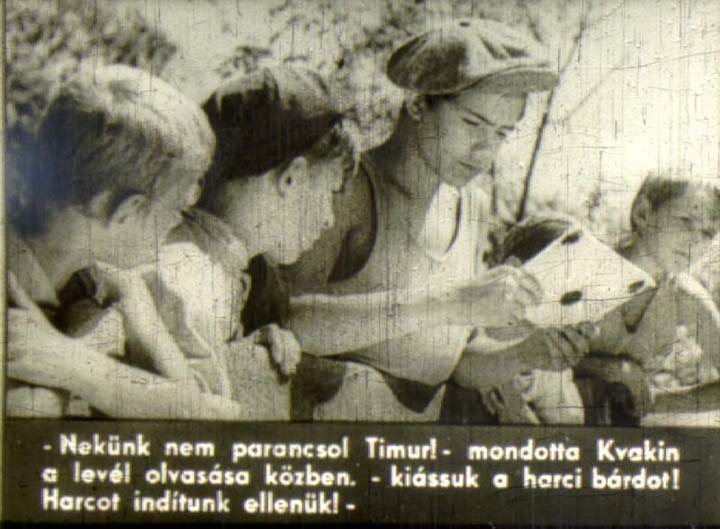 - Nekünk nem parancsol Timur! - mondotta Kvakin
a levél olvasása közben. - kiássuk a harci bárdot!
Harcot indítunk ellenük! -